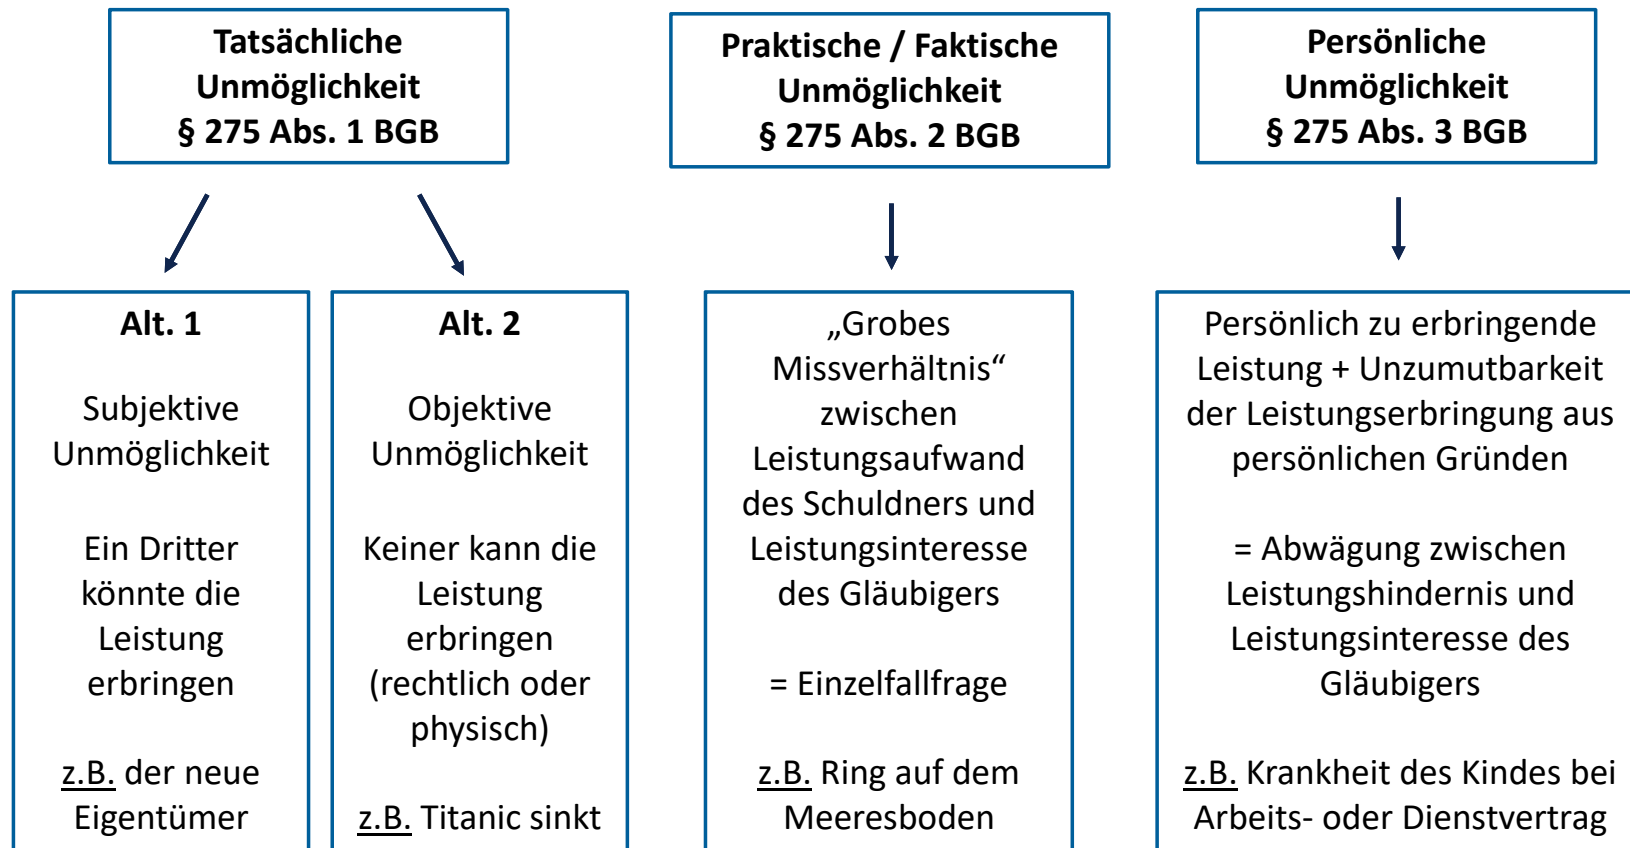 Tatsächliche
Unmöglichkeit
§ 275 Abs. 1 BGB
Praktische / Faktische
Unmöglichkeit
§ 275 Abs. 2 BGB
Persönliche
Unmöglichkeit
§ 275 Abs. 3 BGB
Alt. 1
Subjektive
Unmöglichkeit
Ein Dritter
könnte die
Leistung
erbringen
z.B. der neue
Eigentümer
Alt. 2
Objektive
Unmöglichkeit
Keiner kann die
Leistung
erbringen
(rechtlich oder
physisch)
z.B. Titanic sinkt
„Grobes
Missverhältnis“
zwischen
Leistungsaufwand
des Schuldners und
Leistungsinteresse
des Gläubigers
= Einzelfallfrage
z.B. Ring auf dem
Meeresboden
Persönlich zu erbringende
Leistung + Unzumutbarkeit
der Leistungserbringung aus
persönlichen Gründen
= Abwägung zwischen
Leistungshindernis und
Leistungsinteresse des
Gläubigers
z.B. Krankheit des Kindes bei
Arbeits- oder Dienstvertrag